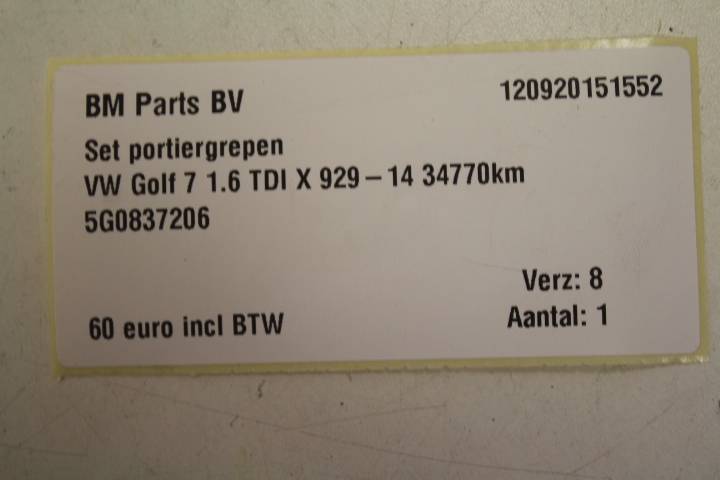 BM Parts BV
120920151552
Set portiergrepen
VW Golf 7 1.6 TDI X 929-14 34770km
5G0837206
Verz: 8
60 euro incl BTW
Aantal: 1